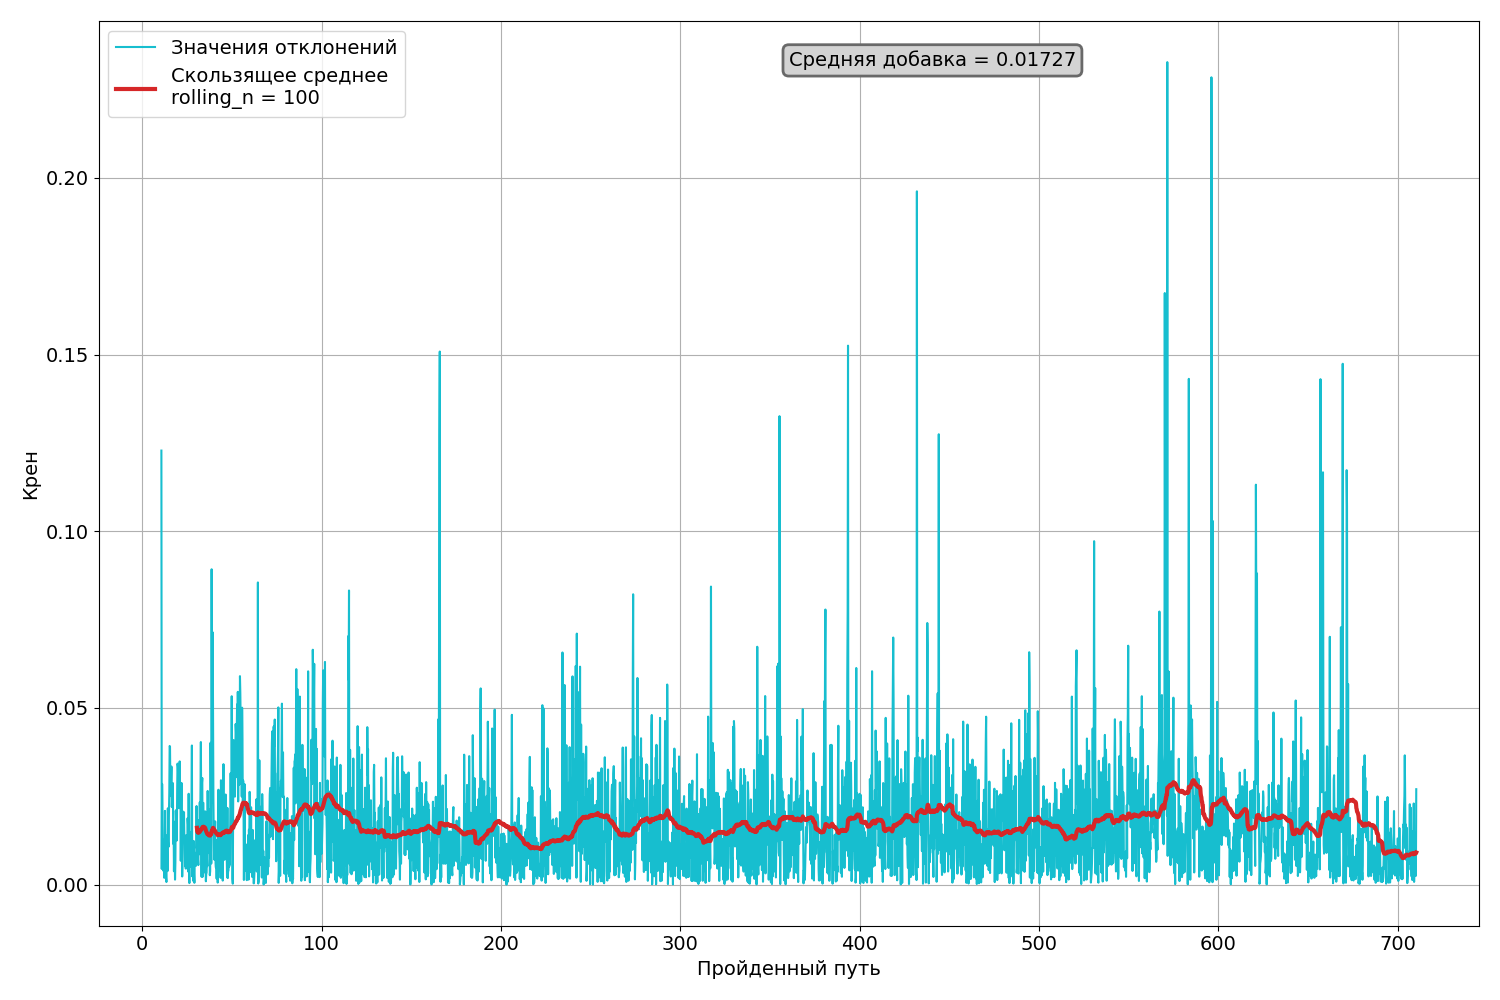 Значения отклонений
Скользящее среднее
rolling_n = 100
Средняя добавка = 0.01727
0.20
0.15
0.10
0.05
0.00
Крен
0
100
200
300
400
500
600
700
Пройденный путь